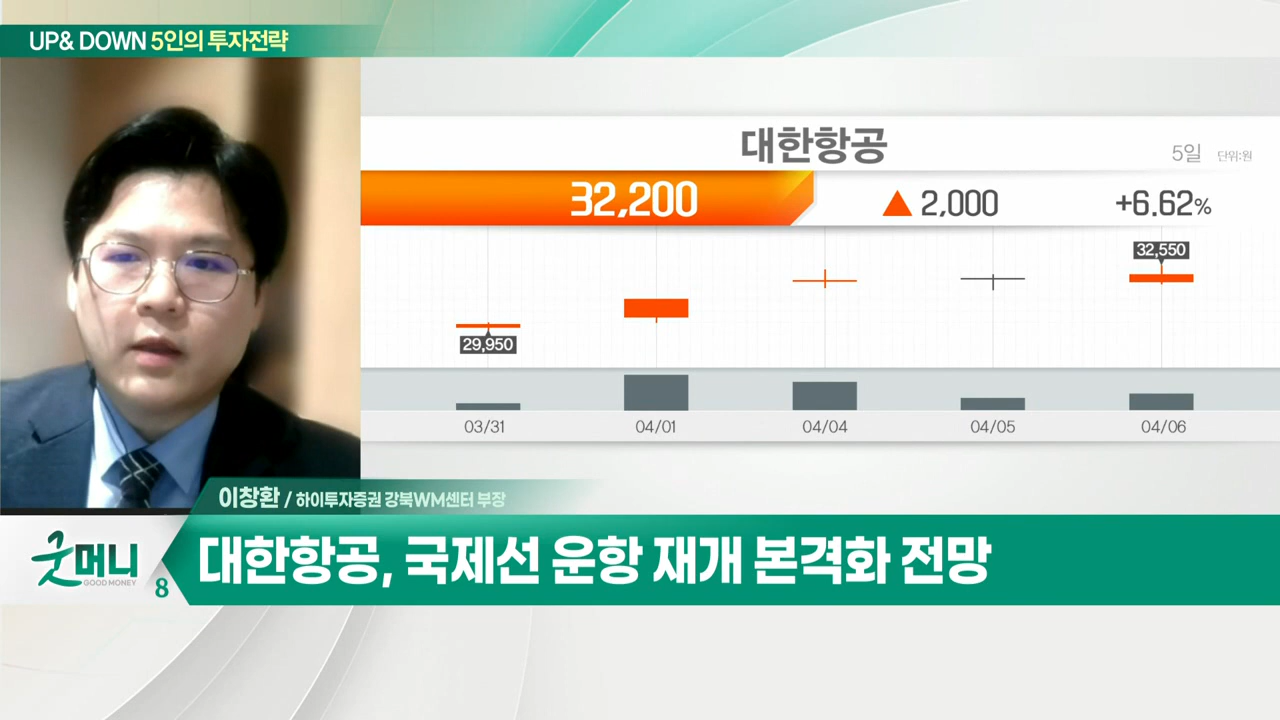 UP& DOWN 5인의 투자전략
대한항공
5일 단위:원
32,200 ▲ 2,000 +6.62%
32,550
29,950
03/31 04/01 04/04 04/05 04/06
이창환 / 하이투자증권 강북WM센터 부장
굿머니
GOOD MONEY
8
대한항공, 국제선 운항 재개 본격화 전망